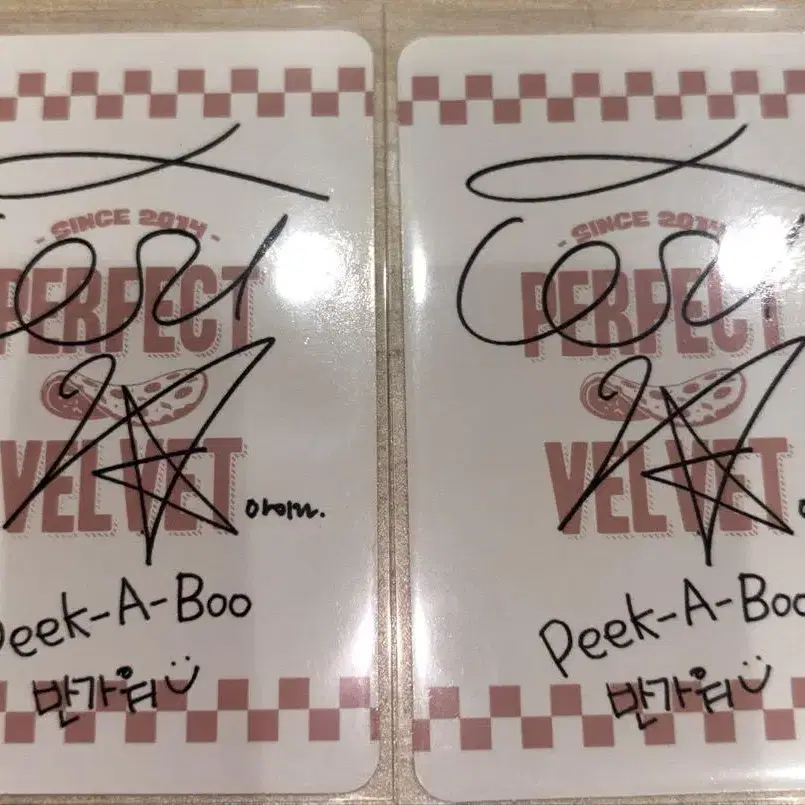 - SINCE 2014 -
PERFECT
VELVET
Peek-A-Boo
반가워
- SINCE 2014
PERFECT
VELVET
Peek-A-Boo
반가워